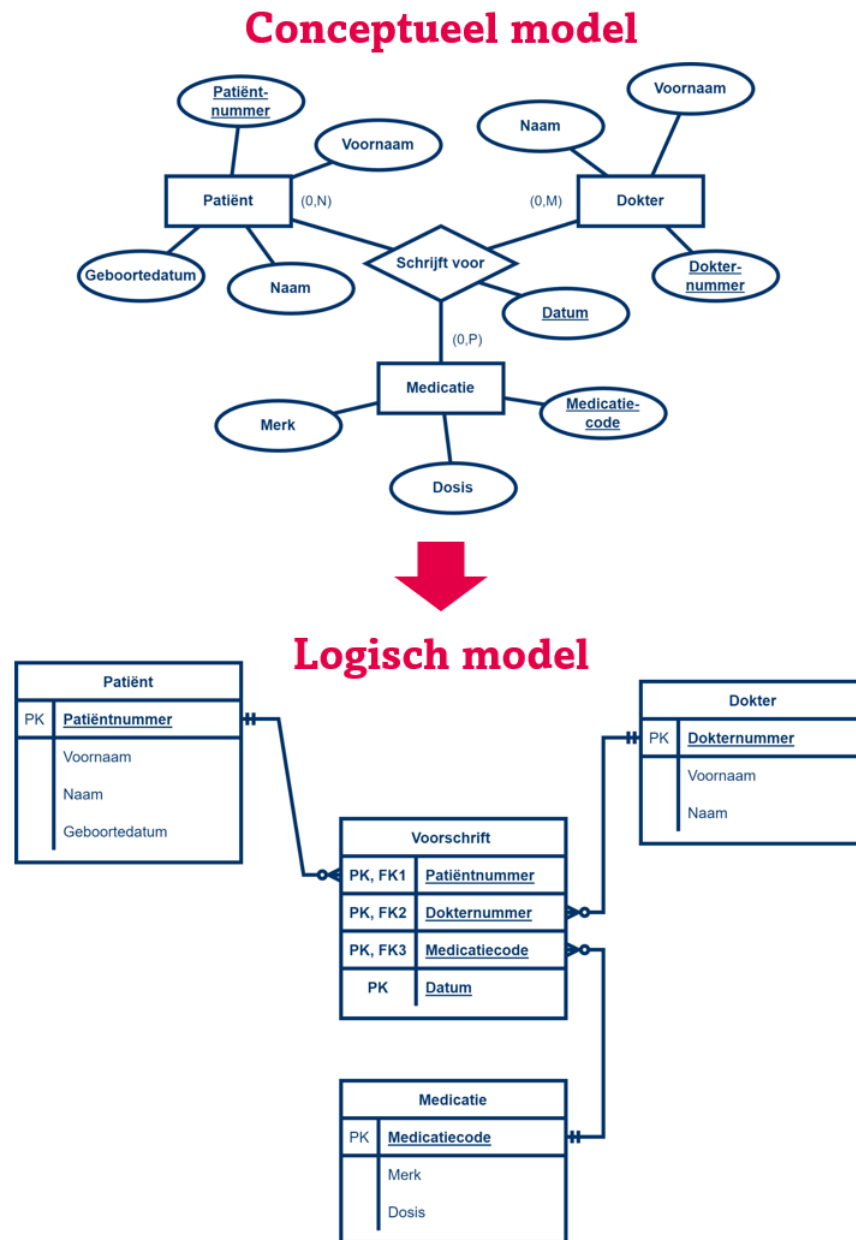 Conceptueel model
Patiënt-
nummer
Voornaam
Naam
Voornaam
Patiënt
(0,N)
(0,M)
Dokter
Schrijft voor
Geboortedatum
Naam
Dokter-
nummer
Datum
(0,P)
Medicatie
Merk
Medicatie-
code
Dosis
Logisch model
Patiënt
PK Patiëntnummer
Voornaam
Naam
Geboortedatum
Dokter
PK Dokternummer
Voornaam
Naam
Voorschrift
PK, FK1 Patiëntnummer
PK, FK2 Dokternummer
PK, FK3 Medicatiecode
PK Datum
Medicatie
PK Medicatiecode
Merk
Dosis